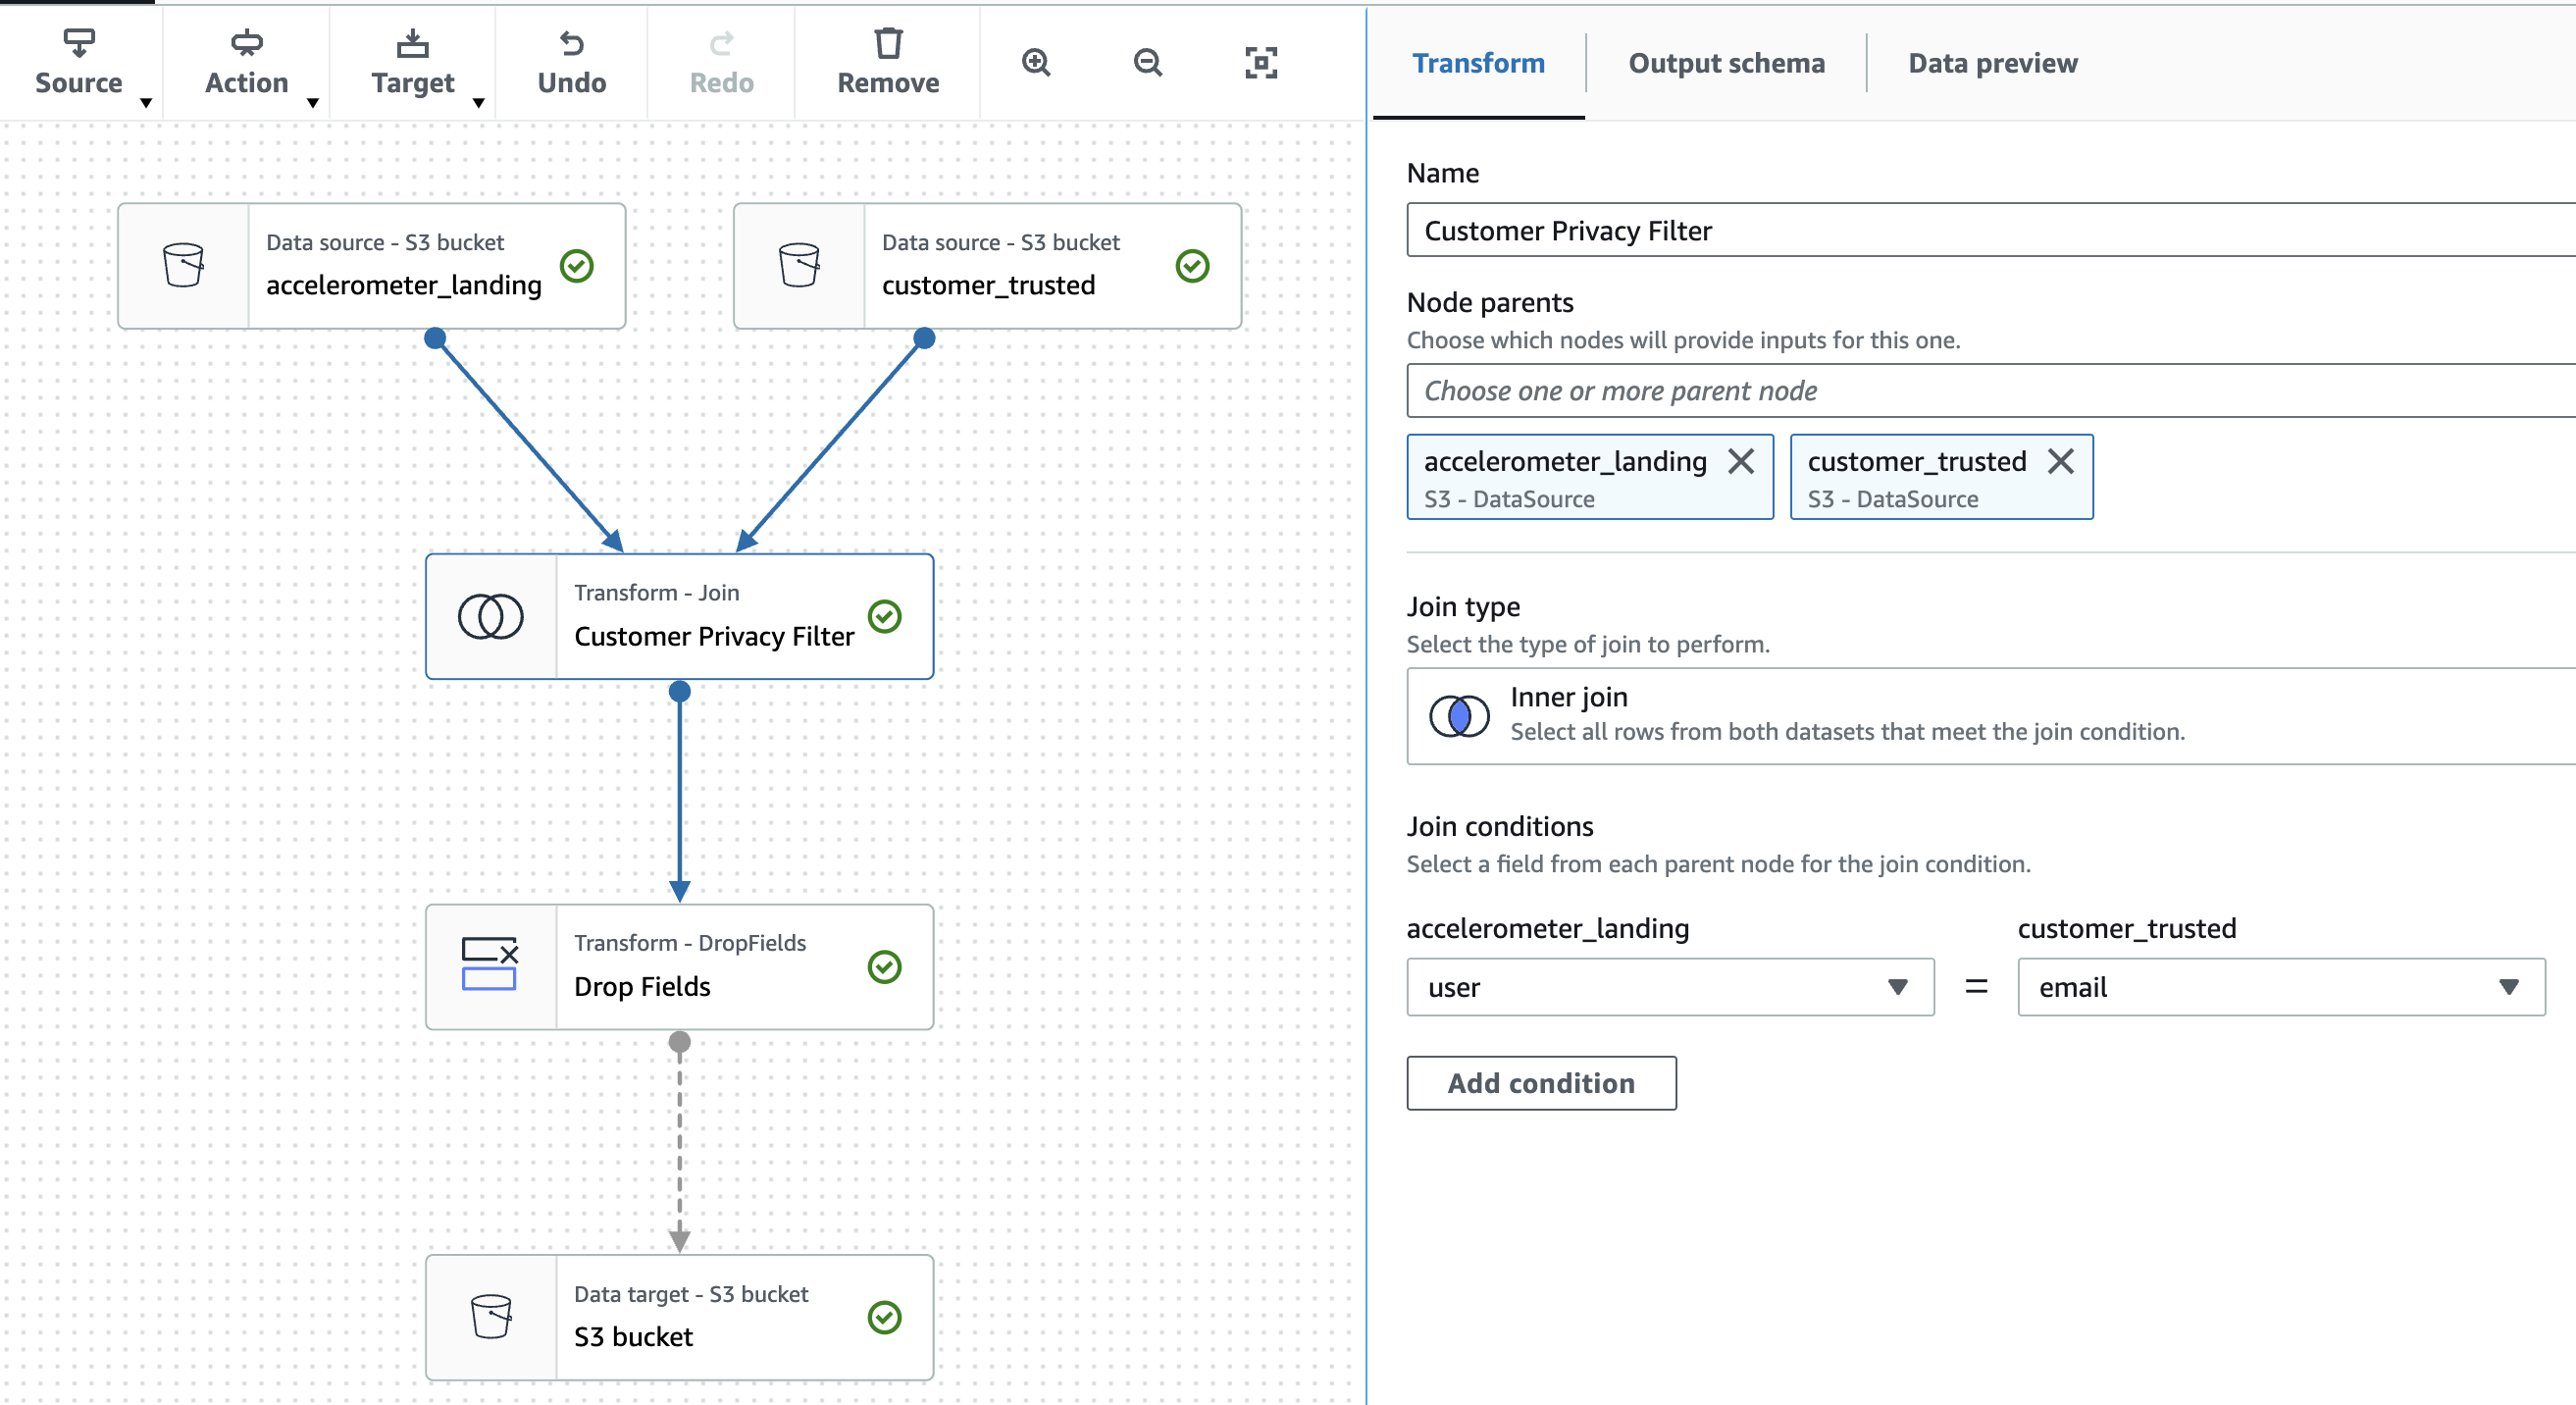 Source
Action
Target
Undo
Redo
Remove
Transform
Output schema
Data preview
Data source - S3 bucket
accelerometer_landing
Data source - S3 bucket
customer_trusted
Transform - Join
Customer Privacy Filter
Transform - DropFields
Drop Fields
Data target - S3 bucket
S3 bucket
Name
Customer Privacy Filter
Node parents
Choose which nodes will provide inputs for this one.
Choose one or more parent node
accelerometer_landing
S3 - DataSource
customer_trusted
S3 - DataSource
Join type
Select the type of join to perform.
Inner join
Select all rows from both datasets that meet the join condition.
Join conditions
Select a field from each parent node for the join condition.
accelerometer_landing
customer_trusted
user = email
Add condition